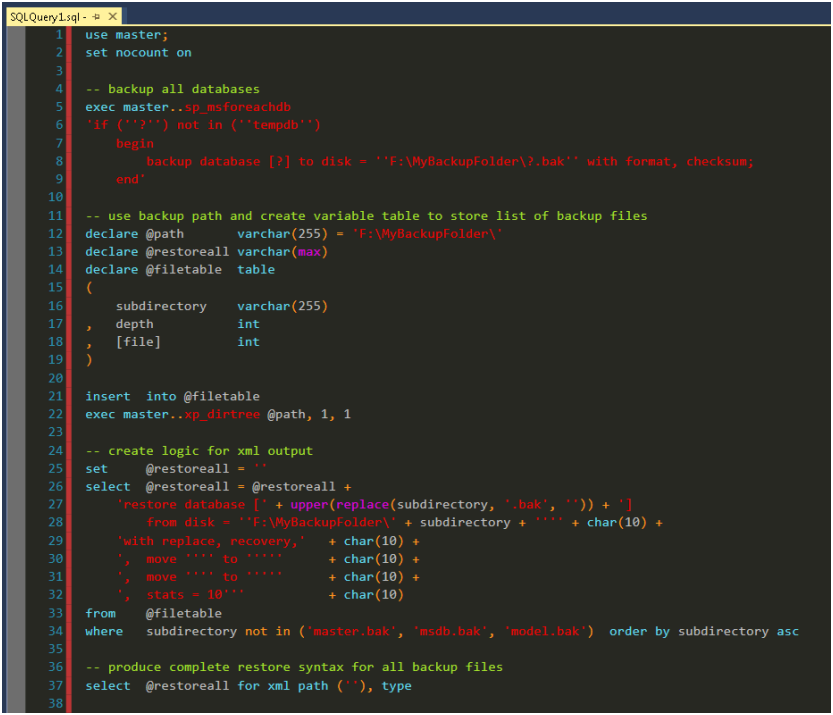 SQLQuery1.sql -
1 use master;
2 set nocount on
3
4 -- backup all databases
5 exec master..sp_msforeachdb
6 'if (''?'') not in (''tempdb'')
7     begin
8         backup database [?] to disk = ''F:\MyBackupFolder\?.bak'' with format, checksum;
9     end'
10
11 -- use backup path and create variable table to store list of backup files
12 declare @path       varchar(255) = 'F:\MyBackupFolder\'
13 declare @restoreall varchar(max)
14 declare @filetable  table
15 (
16     subdirectory    varchar(255)
17 ,   depth           int
18 ,   [file]          int
19 )
20
21 insert  into @filetable
22 exec master..xp_dirtree @path, 1, 1
23
24 -- create logic for xml output
25 set     @restoreall = ''
26 select  @restoreall = @restoreall +
27     'restore database [' + upper(replace(subdirectory, '.bak', '')) + ']
28         from disk = ''F:\MyBackupFolder\' + subdirectory + '''' + char(10) +
29     'with replace, recovery,'   + char(10) +
30     ',  move '''' to '''''      + char(10) +
31     ',  move '''' to '''''      + char(10) +
32     ',  stats = 10'''           + char(10)
33 from    @filetable
34 where   subdirectory not in ('master.bak', 'msdb.bak', 'model.bak')  order by subdirectory asc
35
36 -- produce complete restore syntax for all backup files
37 select  @restoreall for xml path (''), type
38